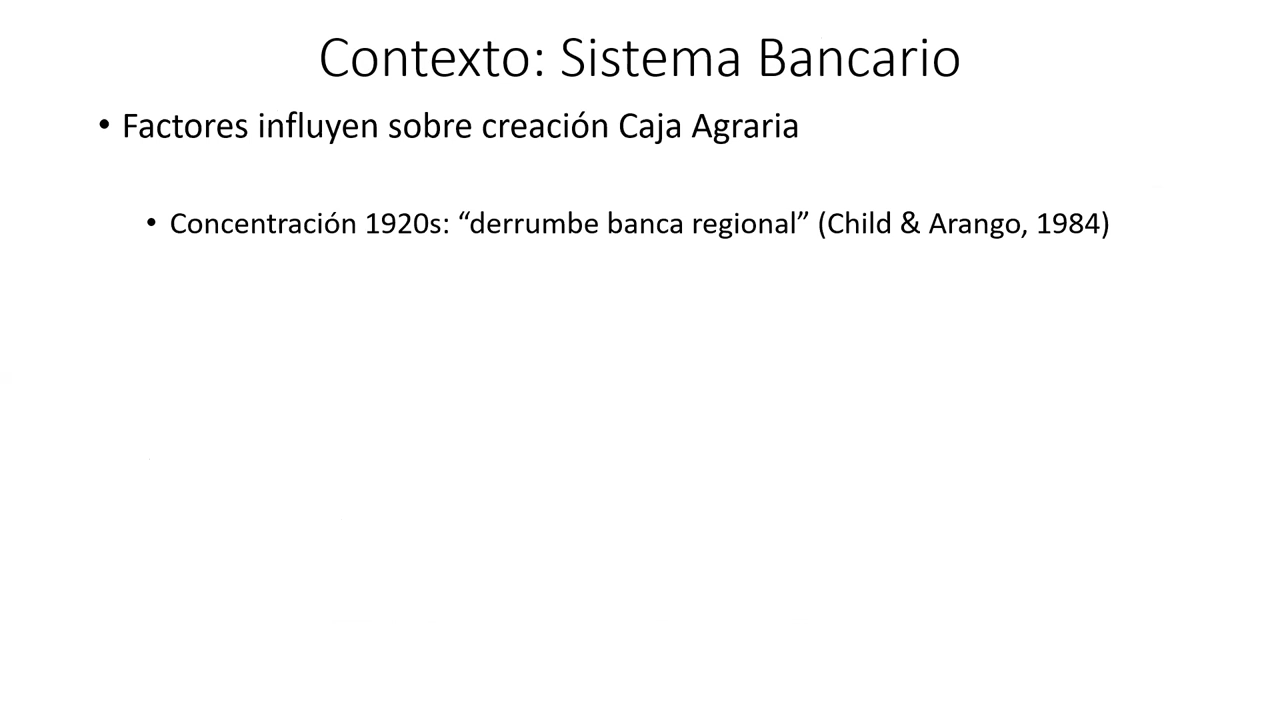 Contexto: Sistema Bancario
• Factores influyen sobre creación Caja Agraria
• Concentración 1920s: “derrumbe banca regional” (Child & Arango, 1984)